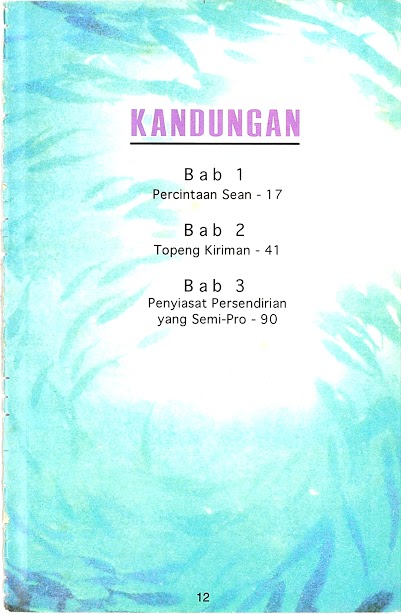 KANDUNGAN
Bab 1
Percintaan Sean - 17
Bab 2
Topeng Kiriman - 41
Bab 3
Penyiasat Persendirian
yang Semi-Pro - 90
12